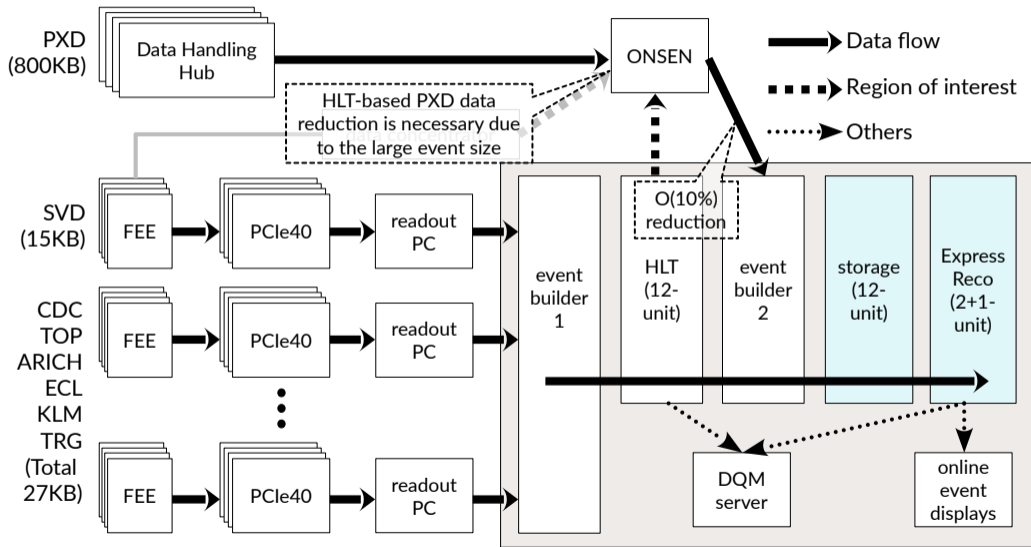 PXD
(800KB)
Data Handling
Hub
ONSEN
Data flow
Region of interest
Others
HLT-based PXD data
reduction is necessary due
to the large event size
O(10%)
reduction
SVD
(15KB)
FEE
PCIe40
readout
PC
CDC
TOP
ARICH
ECL
KLM
TRG
(Total
27KB)
FEE
PCIe40
readout
PC
FEE
PCIe40
readout
PC
event
builder
1
HLT
(12-
unit)
event
builder
2
storage
(12-
unit)
Express
Reco
(2+1-
unit)
DQM
server
online
event
displays